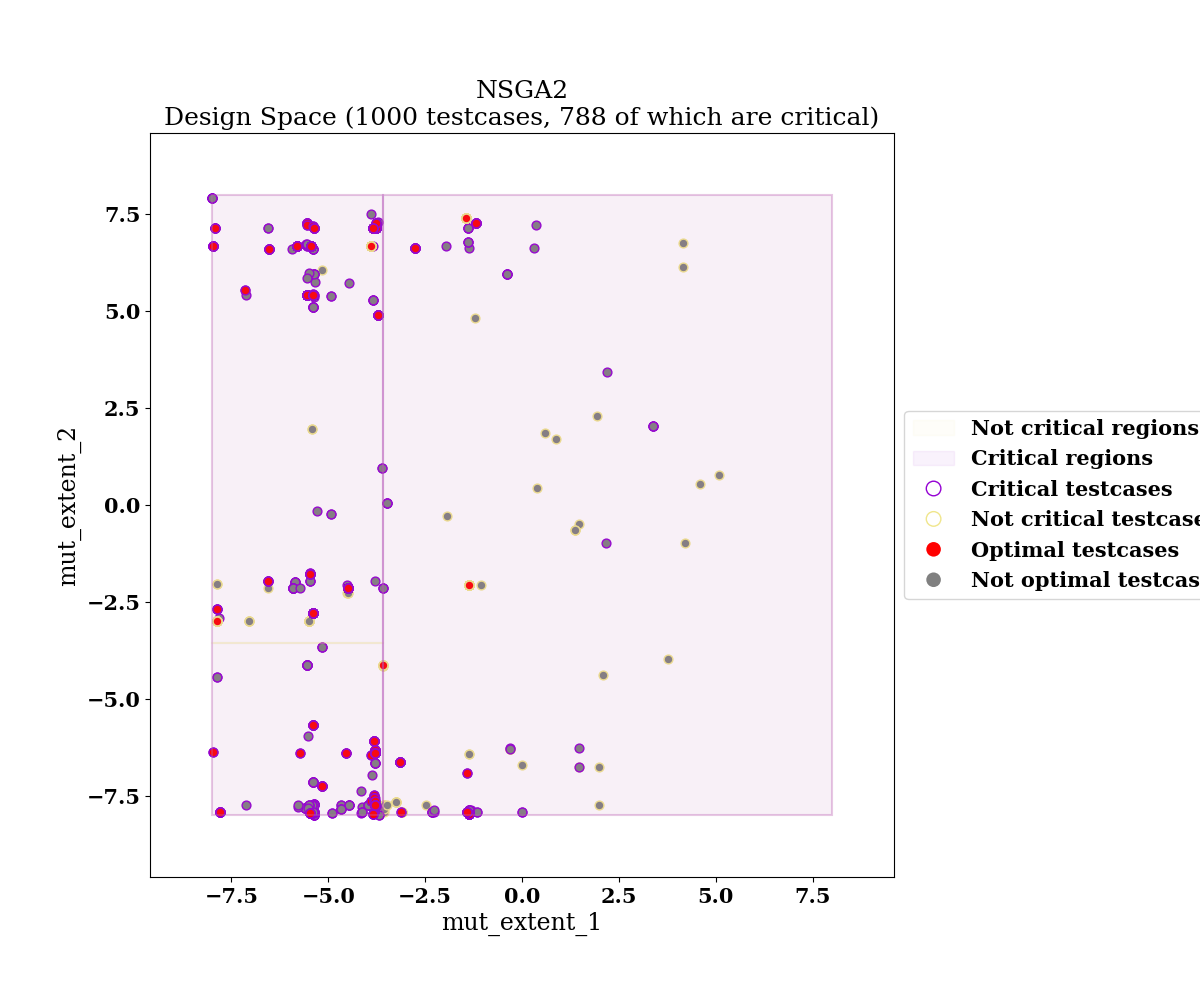 NSGA2
Design Space (1000 testcases, 788 of which are critical)
7.5
5.0
2.5
0.0
−2.5
−5.0
−7.5
mut_extent_2
−7.5 −5.0 −2.5 0.0 2.5 5.0 7.5
mut_extent_1
Not critical regions
Critical regions
Critical testcases
Not critical testcase
Optimal testcases
Not optimal testcas